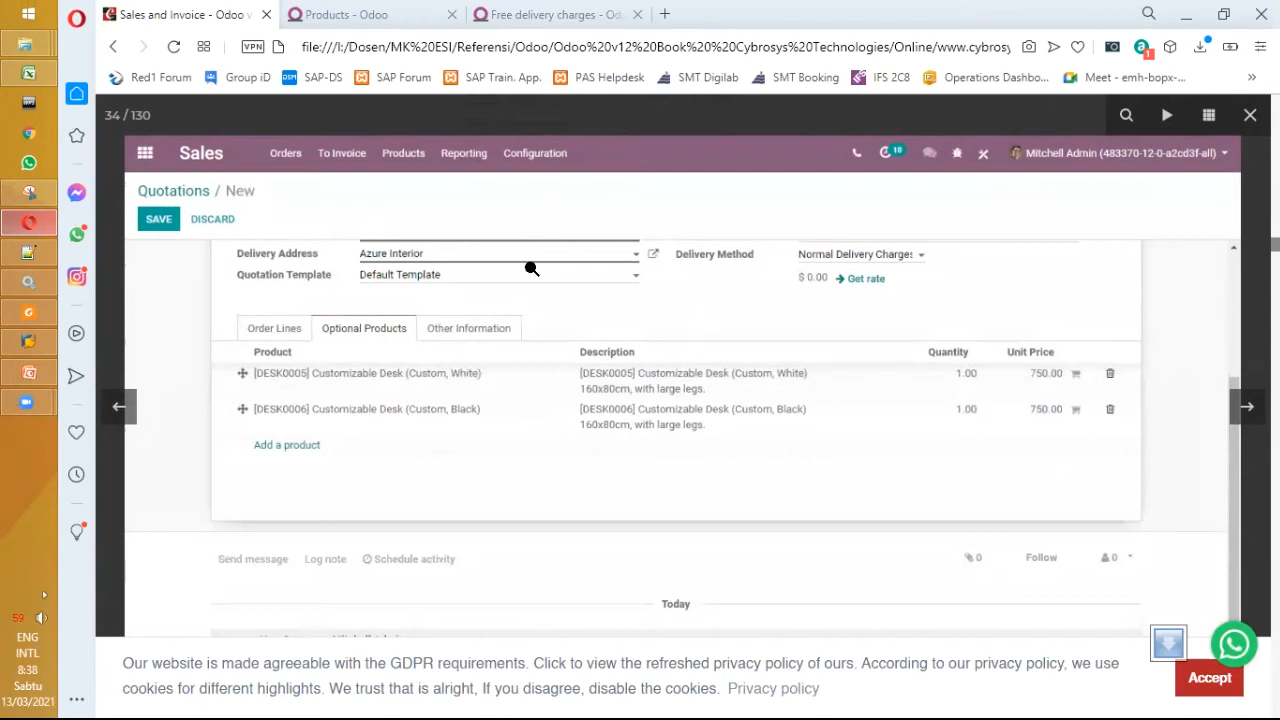 Sales and Invoice - Odoo v
Products - Odoo
Free delivery charges - Od
VPN
file:///I:/Dosen/MK%20ESI/Referensi/Odoo/Odoo%20v12%20Book%20%20Cybrosys%20Technologies/Online/www.cybrosy
1
Red1 Forum
Group iD
SAP-DS
SAP Forum
SAP Train. App.
PAS Helpdesk
SMT Digilab
SMT Booking
IFS 2C8
Operations Dashbo...
Meet - emh-bopx-...
34 / 130
Sales
Orders
To Invoice
Products
Reporting
Configuration
10
Mitchell Admin (483370-12-0-a2cd3f-all)
Quotations / New
SAVE
DISCARD
Delivery Address
Azure Interior
Delivery Method
Normal Delivery Charges
Quotation Template
Default Template
$ 0.00
Get rate
Order Lines
Optional Products
Other Information
Product
Description
Quantity
Unit Price
[DESK0005] Customizable Desk (Custom, White)
[DESK0005] Customizable Desk (Custom, White)
160x80cm, with large legs.
1.00
750.00
[DESK0006] Customizable Desk (Custom, Black)
[DESK0006] Customizable Desk (Custom, Black)
160x80cm, with large legs.
1.00
750.00
Add a product
Send message
Log note
Schedule activity
0
Follow
0
Today
Our website is made agreeable with the GDPR requirements. Click to view the refreshed privacy policy of ours. According to our privacy policy, we use
cookies for different highlights. We trust that is alright, If you disagree, disable the cookies. Privacy policy
Accept
59
ENG
INTL
8:38
Sabtu
13/03/2021